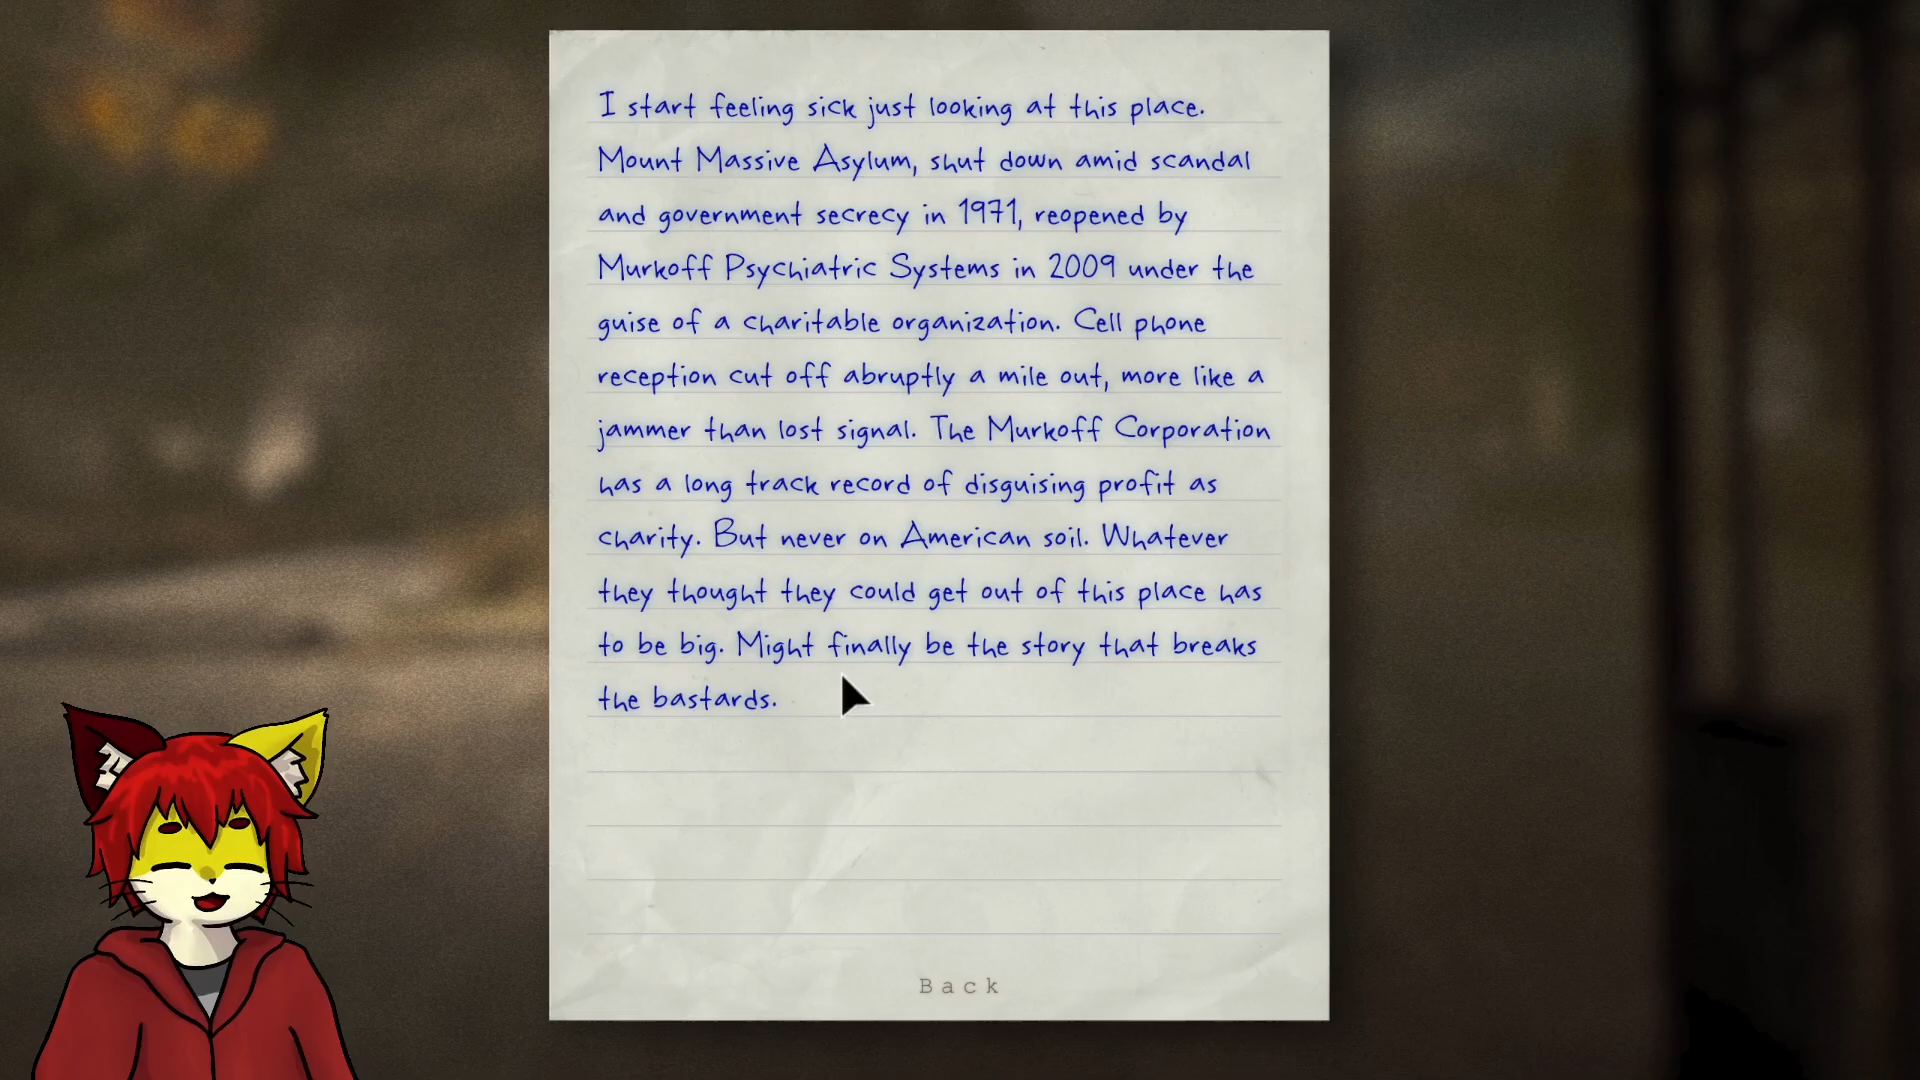 I start feeling sick just looking at this place.
Mount Massive Asylum, shut down amid scandal
and government secrecy in 1971, reopened by
Murkoff Psychiatric Systems in 2009 under the
guise of a charitable organization. Cell phone
reception cut off abruptly a mile out, more like a
jammer than lost signal. The Murkoff Corporation
has a long track record of disguising profit as
charity. But never on American soil. Whatever
they thought they could get out of this place has
to be big. Might finally be the story that breaks
the bastards.
Back